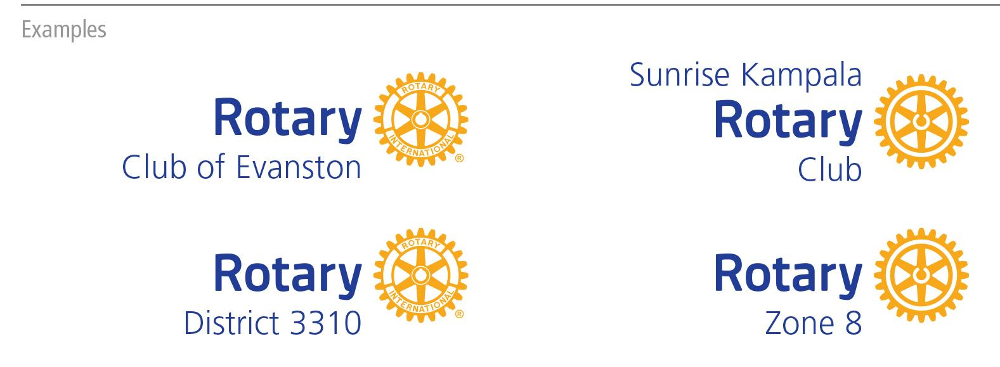 Examples
Rotary
Club of Evanston
ROTARY
INTERNATIONAL
®
Sunrise Kampala
Rotary
Club
Rotary
District 3310
ROTARY
INTERNATIONAL
®
Rotary
Zone 8